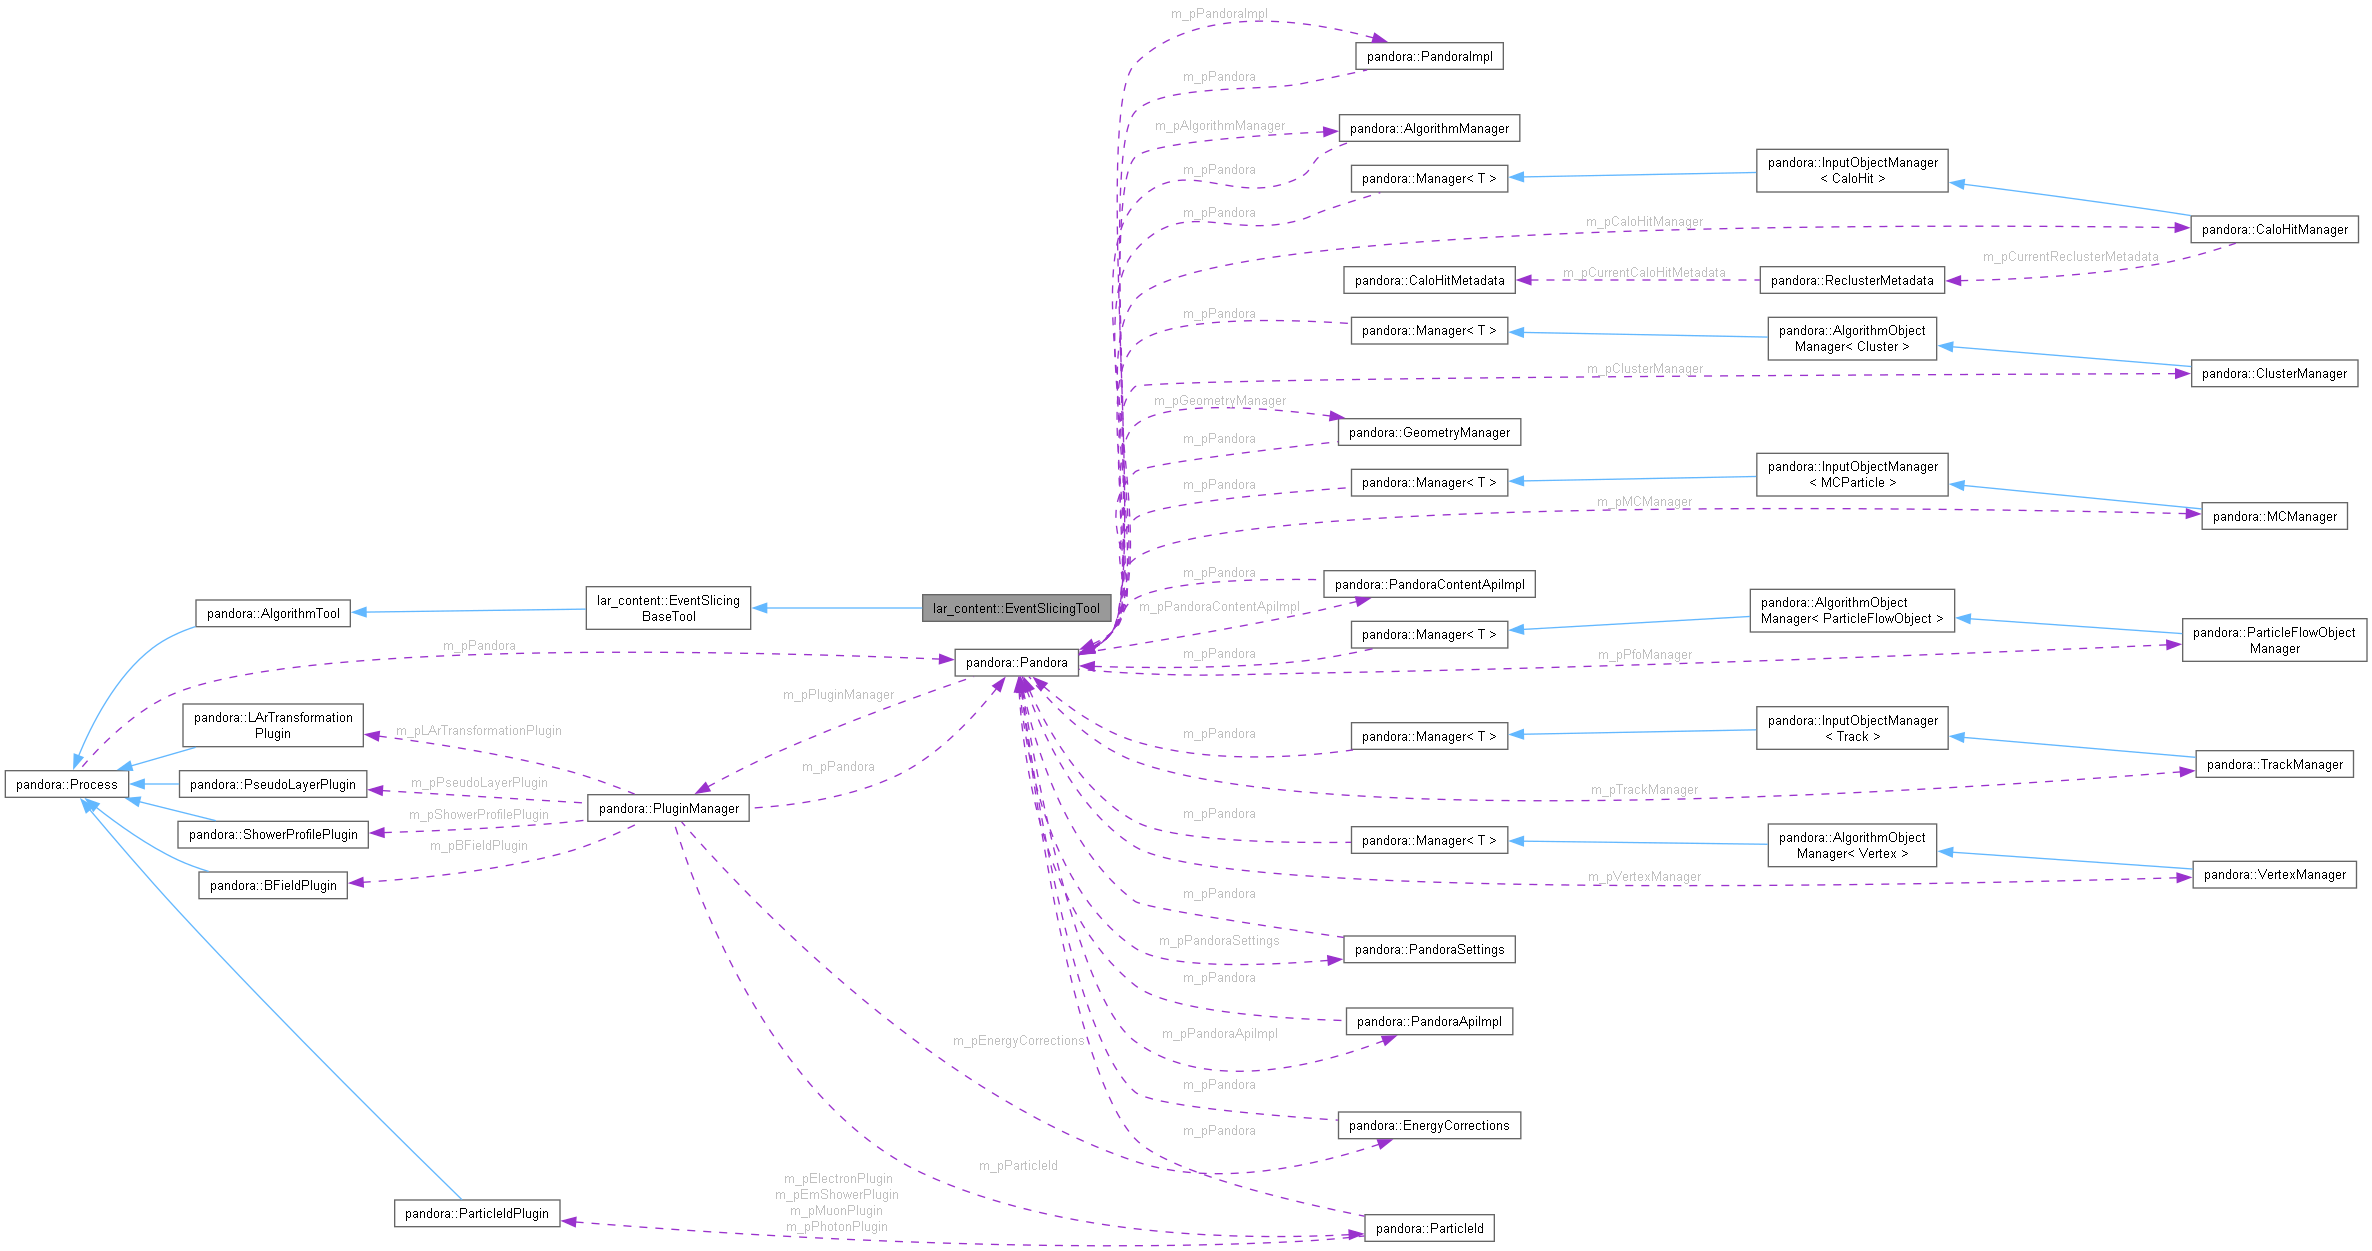 m_pPandoraImpl
pandora::PandoraImpl
m_pPandora
m_pAlgorithmManager
pandora::AlgorithmManager
m_pPandora
pandora::Manager< T >
pandora::InputObjectManager
< CaloHit >
m_pPandora
m_pCaloHitManager
pandora::CaloHitManager
m_pCurrentReclusterMetadata
pandora::CaloHitMetadata
m_pCurrentCaloHitMetadata
pandora::ReclusterMetadata
m_pPandora
pandora::Manager< T >
pandora::AlgorithmObject
Manager< Cluster >
m_pClusterManager
pandora::ClusterManager
m_pGeometryManager
pandora::GeometryManager
m_pPandora
m_pPandora
pandora::Manager< T >
pandora::InputObjectManager
< MCParticle >
m_pMCManager
pandora::MCManager
m_pPandora
pandora::PandoraContentApiImpl
m_pPandoraContentApiImpl
pandora::AlgorithmTool
lar_content::EventSlicing
BaseTool
lar_content::EventSlicingTool
pandora::Manager< T >
pandora::AlgorithmObject
Manager< ParticleFlowObject >
pandora::ParticleFlowObject
Manager
m_pPandora
m_pPandora
m_pPfoManager
pandora::Pandora
m_pPluginManager
pandora::LArTransformation
Plugin
m_pLArTransformationPlugin
m_pPandora
pandora::Manager< T >
pandora::InputObjectManager
< Track >
pandora::TrackManager
m_pTrackManager
m_pPandora
pandora::Process
pandora::PseudoLayerPlugin
m_pPseudoLayerPlugin
pandora::PluginManager
m_pShowerProfilePlugin
pandora::ShowerProfilePlugin
m_pBFieldPlugin
pandora::BFieldPlugin
m_pPandora
pandora::Manager< T >
pandora::AlgorithmObject
Manager< Vertex >
m_pVertexManager
pandora::VertexManager
m_pPandora
m_pPandoraSettings
pandora::PandoraSettings
m_pPandora
pandora::PandoraApiImpl
m_pPandoraApiImpl
m_pEnergyCorrections
m_pPandora
pandora::EnergyCorrections
m_pPandora
m_pParticleId
m_pElectronPlugin
m_pEmShowerPlugin
m_pMuonPlugin
m_pPhotonPlugin
pandora::ParticleIdPlugin
pandora::ParticleId